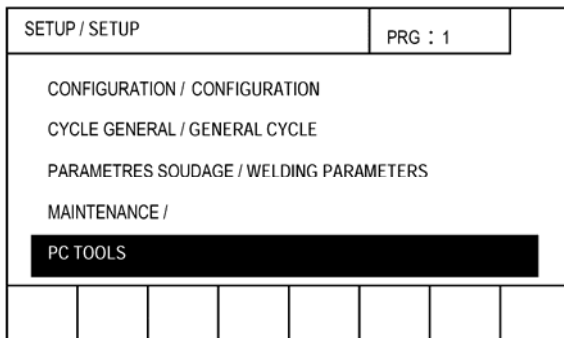 SETUP / SETUP
PRG : 1
CONFIGURATION / CONFIGURATION
CYCLE GENERAL / GENERAL CYCLE
PARAMETRES SOUDAGE / WELDING PARAMETERS
MAINTENANCE /
PC TOOLS